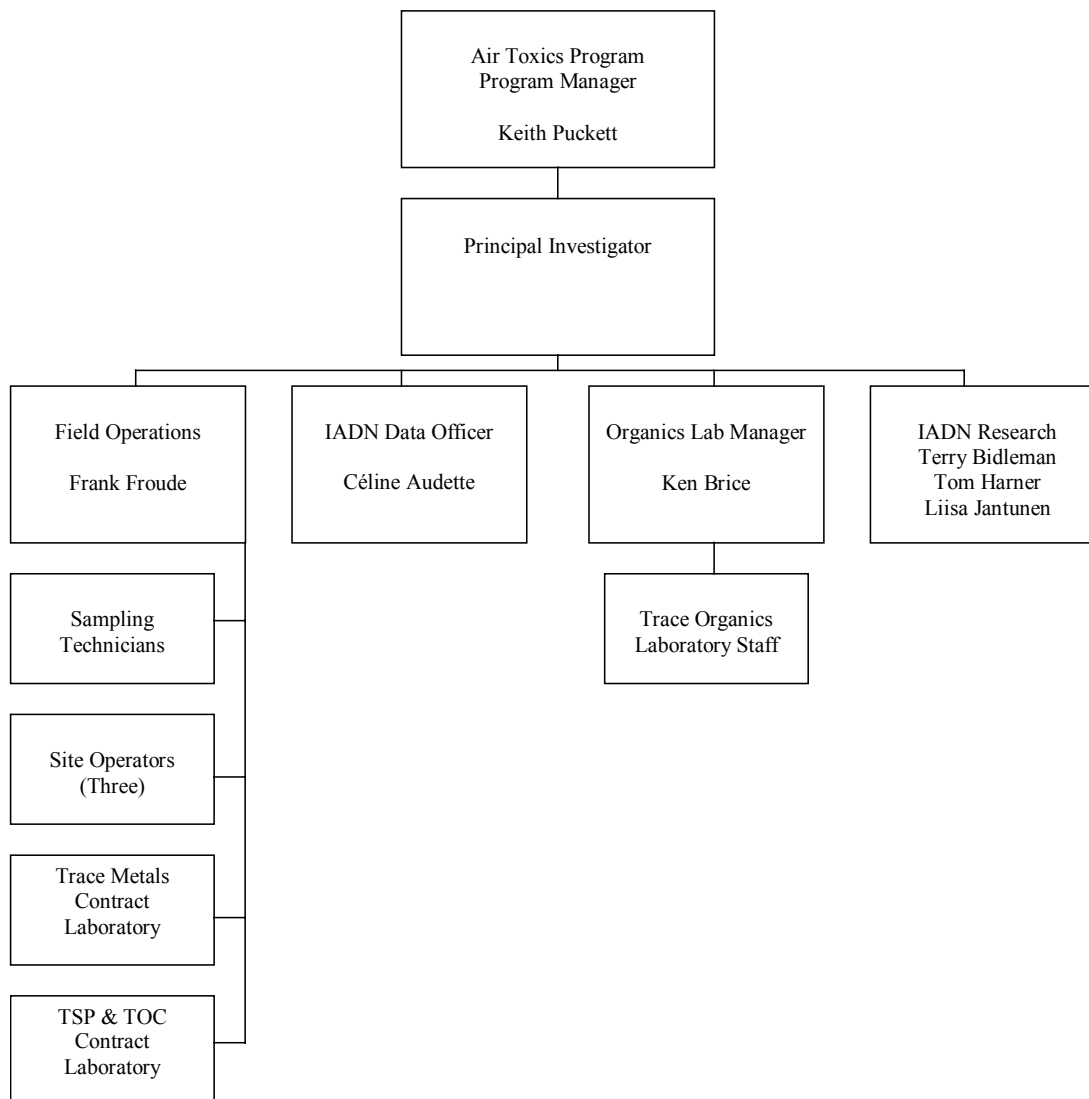 Air Toxics Program
Program Manager
Keith Puckett
Principal Investigator
Field Operations
Frank Froude
IADN Data Officer
Céline Audette
Organics Lab Manager
Ken Brice
IADN Research
Terry Bidleman
Tom Harner
Liisa Jantunen
Sampling
Technicians
Site Operators
(Three)
Trace Metals
Contract
Laboratory
TSP & TOC
Contract
Laboratory
Trace Organics
Laboratory Staff